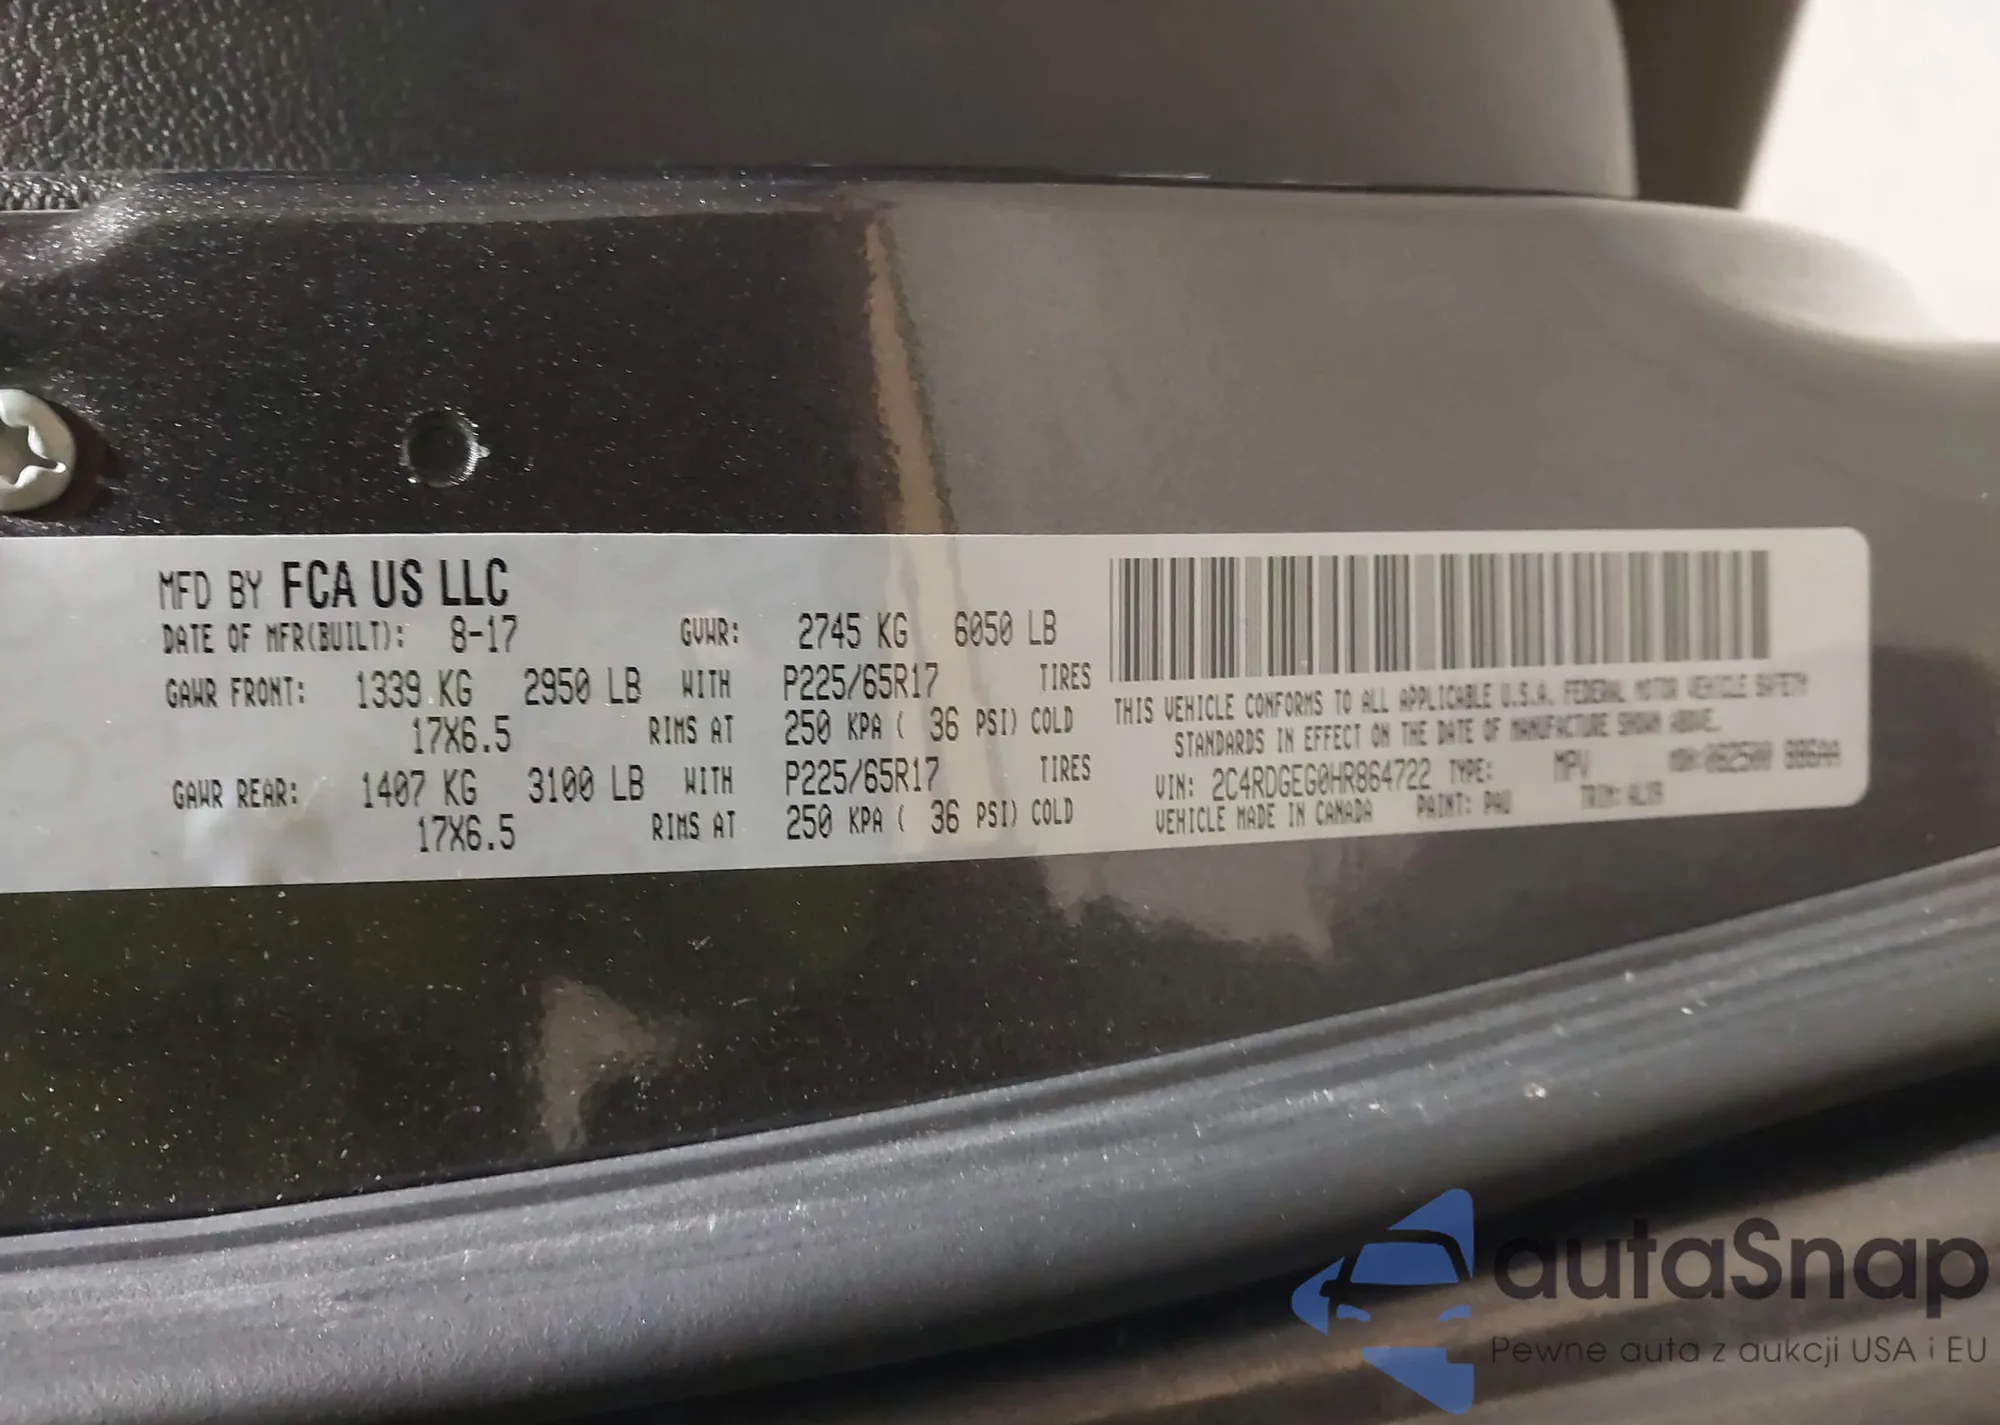 MFD BY FCA US LLC
DATE OF MFR(BUILT): 8-17 GVWR: 2745 KG 6050 LB
GAWR FRONT: 1339 KG 2950 LB WITH P225/65R17 TIRES
17X6.5 RIMS AT 250 KPA ( 36 PSI) COLD
GAWR REAR: 1407 KG 3100 LB WITH P225/65R17 TIRES
17X6.5 RIMS AT 250 KPA ( 36 PSI) COLD
THIS VEHICLE CONFORMS TO ALL APPLICABLE U.S.A. FEDERAL MOTOR VEHICLE SAFETY
STANDARDS IN EFFECT ON THE DATE OF MANUFACTURE SHOWN ABOVE.
VIN: 2C4RDGEG0HR864722 TYPE: MPV
VEHICLE MADE IN CANADA PAINT: PAU TRIM:
autaSnap
Pewne auta z aukcji USA i EU